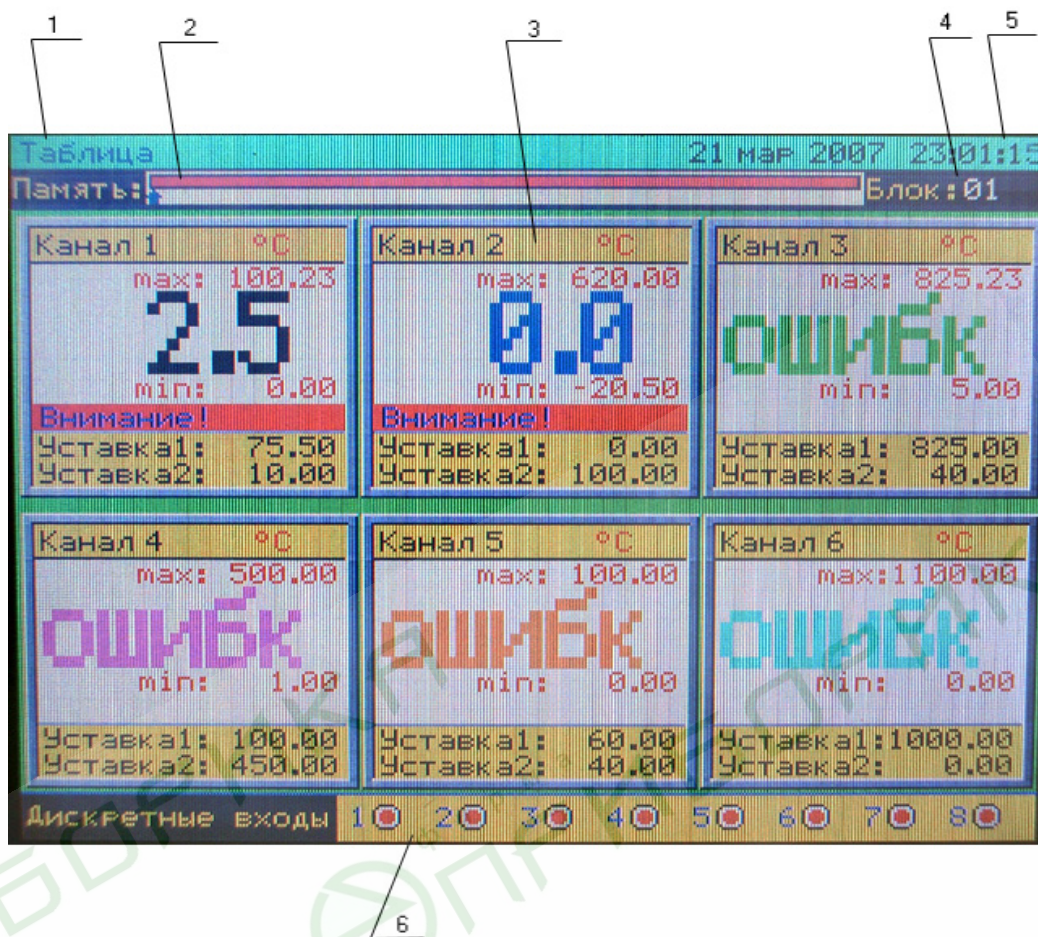 1 2 3 4 5
Таблица 21 мар 2007 23:01:15
Память: Блок:01
Канал 1 °C Канал 2 °C Канал 3 °C
max: 100.23 max: 620.00 max: 825.23
2.5 0.0 ошибк
min: 0.00 min: -20.50 min: 5.00
Внимание! Внимание!
Уставка1: 75.50 Уставка1: 0.00 Уставка1: 825.00
Уставка2: 10.00 Уставка2: 100.00 Уставка2: 40.00
Канал 4 °C Канал 5 °C Канал 6 °C
max: 500.00 max: 100.00 max:1100.00
ошибк ошибк ошибк
min: 1.00 min: 0.00 min: 0.00
Уставка1: 100.00 Уставка1: 60.00 Уставка1:1000.00
Уставка2: 450.00 Уставка2: 40.00 Уставка2: 0.00
Дискретные входы 1 2 3 4 5 6 7 8
6